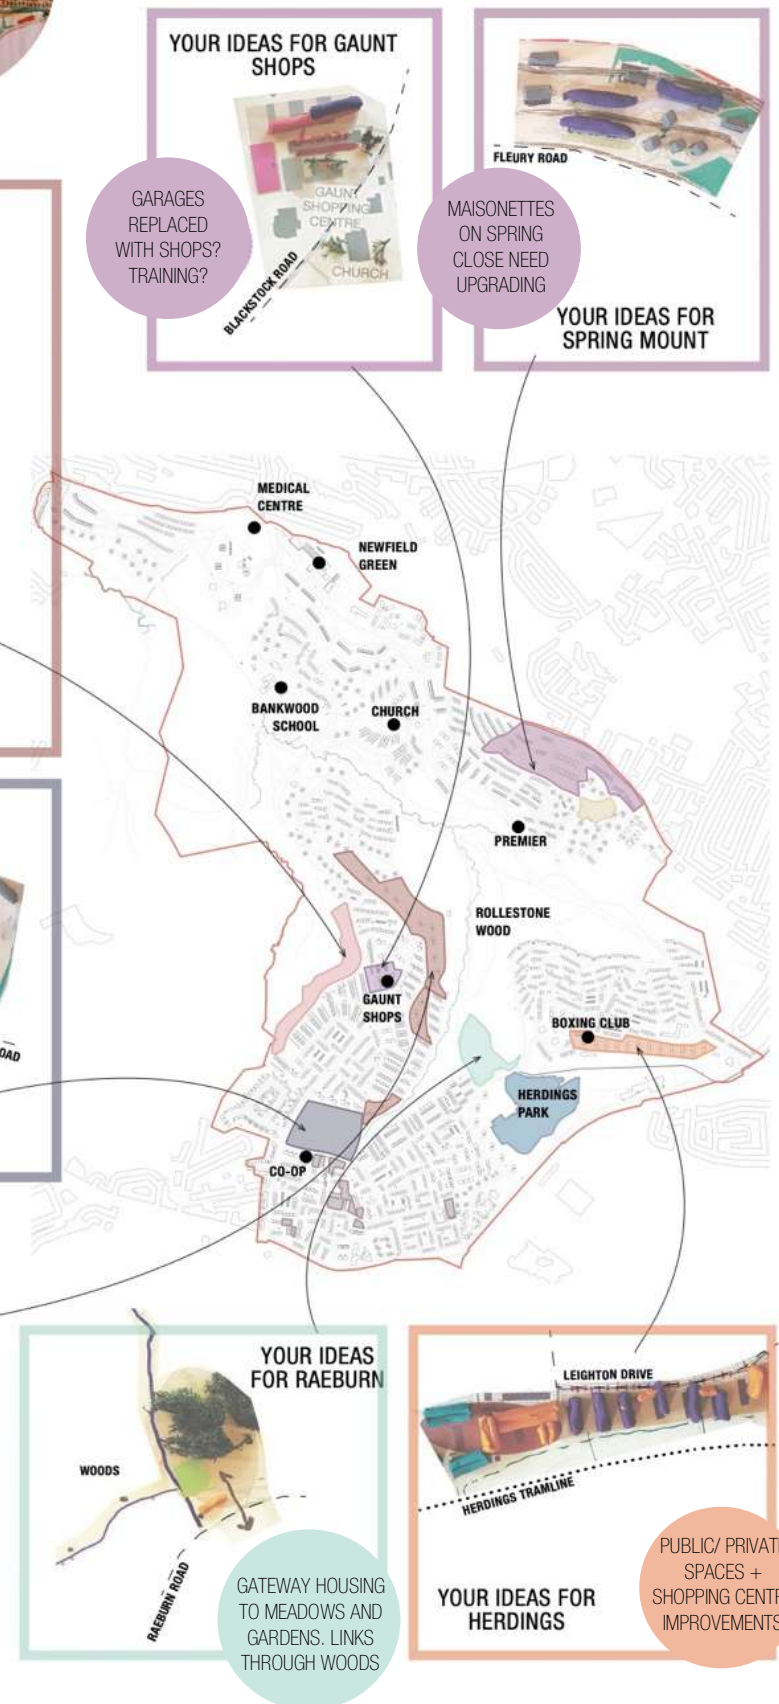 YOUR IDEAS FOR GAUNT
SHOPS
GARAGES
REPLACED
WITH SHOPS?
TRAINING?
GAUNT
SHOPPING
CENTRE
CHURCH
BLACKSTOCK ROAD
FLEURY ROAD
MAISONETTES
ON SPRING
CLOSE NEED
UPGRADING
YOUR IDEAS FOR
SPRING MOUNT
MEDICAL
CENTRE
NEWFIELD
GREEN
BANKWOOD
SCHOOL
CHURCH
PREMIER
ROLLESTONE
WOOD
GAUNT
SHOPS
BOXING CLUB
HERDINGS
PARK
CO-OP
OAD
YOUR IDEAS
FOR RAEBURN
WOODS
RAEBURN ROAD
GATEWAY HOUSING
TO MEADOWS AND
GARDENS. LINKS
THROUGH WOODS
LEIGHTON DRIVE
HERDINGS TRAMLINE
YOUR IDEAS FOR
HERDINGS
PUBLIC/ PRIVAT
SPACES +
SHOPPING CENTR
IMPROVEMENTS